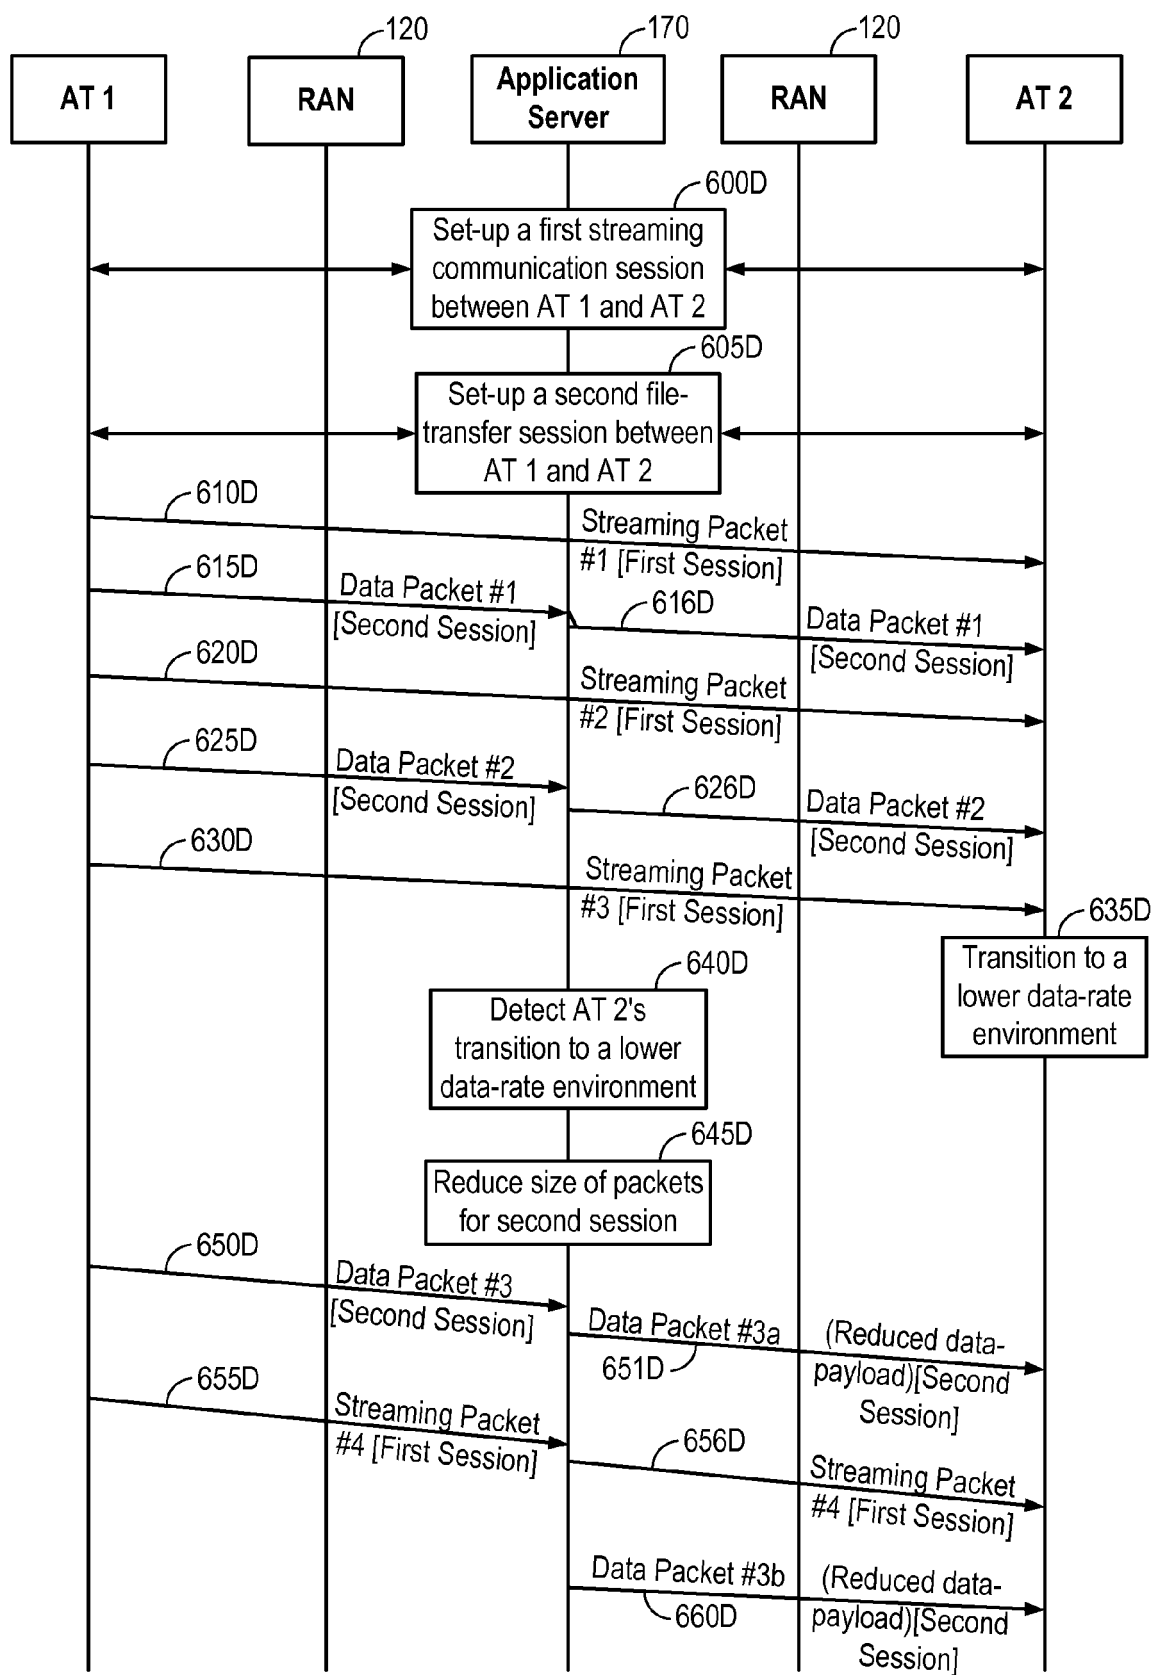 120
170
120
AT 1
RAN
Application
Server
RAN
AT 2
600D
Set-up a first streaming
communication session
between AT 1 and AT 2
605D
Set-up a second file-
transfer session between
AT 1 and AT 2
610D
Streaming Packet
#1 [First Session]
615D
Data Packet #1
[Second Session]
616D
Data Packet #1
[Second Session]
620D
Streaming Packet
#2 [First Session]
625D
Data Packet #2
[Second Session]
626D
Data Packet #2
[Second Session]
630D
Streaming Packet
#3 [First Session]
635D
Transition to a
lower data-rate
environment
640D
Detect AT 2's
transition to a lower
data-rate environment
645D
Reduce size of packets
for second session
650D
Data Packet #3
[Second Session]
Data Packet #3a
651D
(Reduced data-
payload)[Second
Session]
655D
Streaming Packet
#4 [First Session]
656D
Streaming Packet
#4 [First Session]
Data Packet #3b
660D
(Reduced data-
payload)[Second
Session]